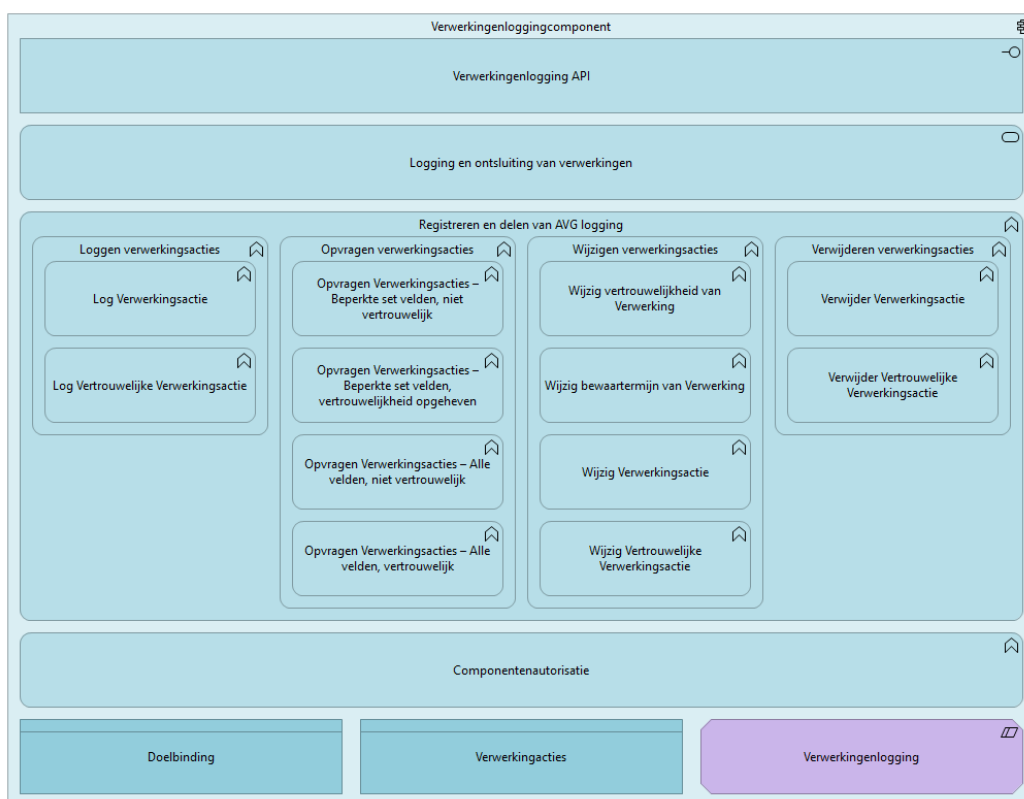 Verwerkingenloggingcomponent
Verwerkingenlogging API
Logging en ontsluiting van verwerkingen
Registreren en delen van AVG logging
Loggen verwerkingsacties
Log Verwerkingsactie
Log Vertrouwelijke Verwerkingsactie
Opvragen verwerkingsacties
Opvragen Verwerkingsacties –
Beperkte set velden, niet
vertrouwelijk
Opvragen Verwerkingsacties –
Beperkte set velden,
vertrouwelijkheid opgeheven
Opvragen Verwerkingsacties – Alle
velden, niet vertrouwelijk
Opvragen Verwerkingsacties – Alle
velden, vertrouwelijk
Wijzigen verwerkingsacties
Wijzig vertrouwelijkheid van
Verwerking
Wijzig bewaartermijn van Verwerking
Wijzig Verwerkingsactie
Wijzig Vertrouwelijke
Verwerkingsactie
Verwijderen verwerkingsacties
Verwijder Verwerkingsactie
Verwijder Vertrouwelijke
Verwerkingsactie
Componentenautorisatie
Doelbinding
Verwerkingacties
Verwerkingenlogging